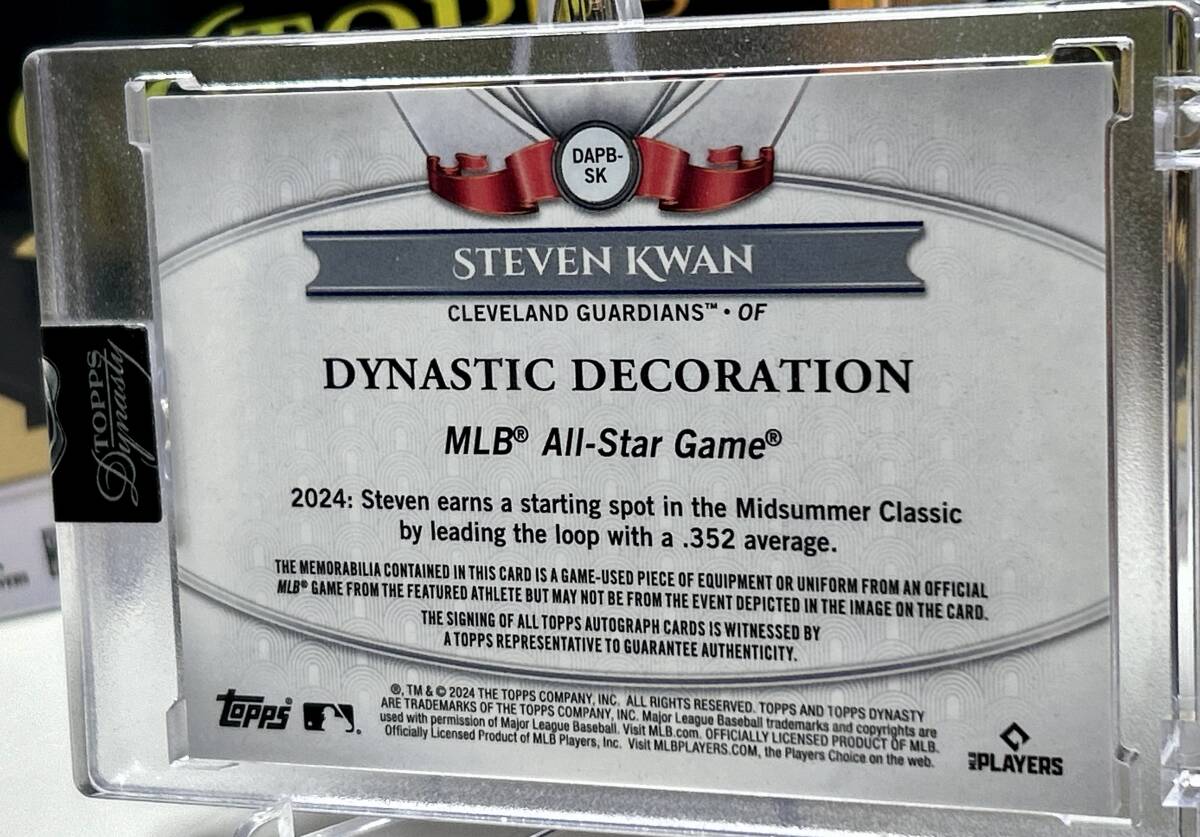 TOPPS
DAPB-
SK
STEVEN KWAN
CLEVELAND GUARDIANS™ • OF
DYNASTIC DECORATION
MLB® All-Star Game®
2024: Steven earns a starting spot in the Midsummer Classic
by leading the loop with a .352 average.
THE MEMORABILIA CONTAINED IN THIS CARD IS A GAME-USED PIECE OF EQUIPMENT OR UNIFORM FROM AN OFFICIAL
MLB® GAME FROM THE FEATURED ATHLETE BUT MAY NOT BE FROM THE EVENT DEPICTED IN THE IMAGE ON THE CARD.
THE SIGNING OF ALL TOPPS AUTOGRAPH CARDS IS WITNESSED BY
A TOPPS REPRESENTATIVE TO GUARANTEE AUTHENTICITY.
TOPPS
Dynasty
topps®
®, TM & © 2024 THE TOPPS COMPANY, INC. ALL RIGHTS RESERVED. TOPPS AND TOPPS DYNASTY
ARE TRADEMARKS OF THE TOPPS COMPANY, INC. Major League Baseball trademarks and copyrights are
used with permission of Major League Baseball. Visit MLB.com. OFFICIALLY LICENSED PRODUCT OF MLB.
Officially Licensed Product of MLB Players, Inc. Visit MLBPLAYERS.COM, the Players Choice on the web.
MLB PLAYERS